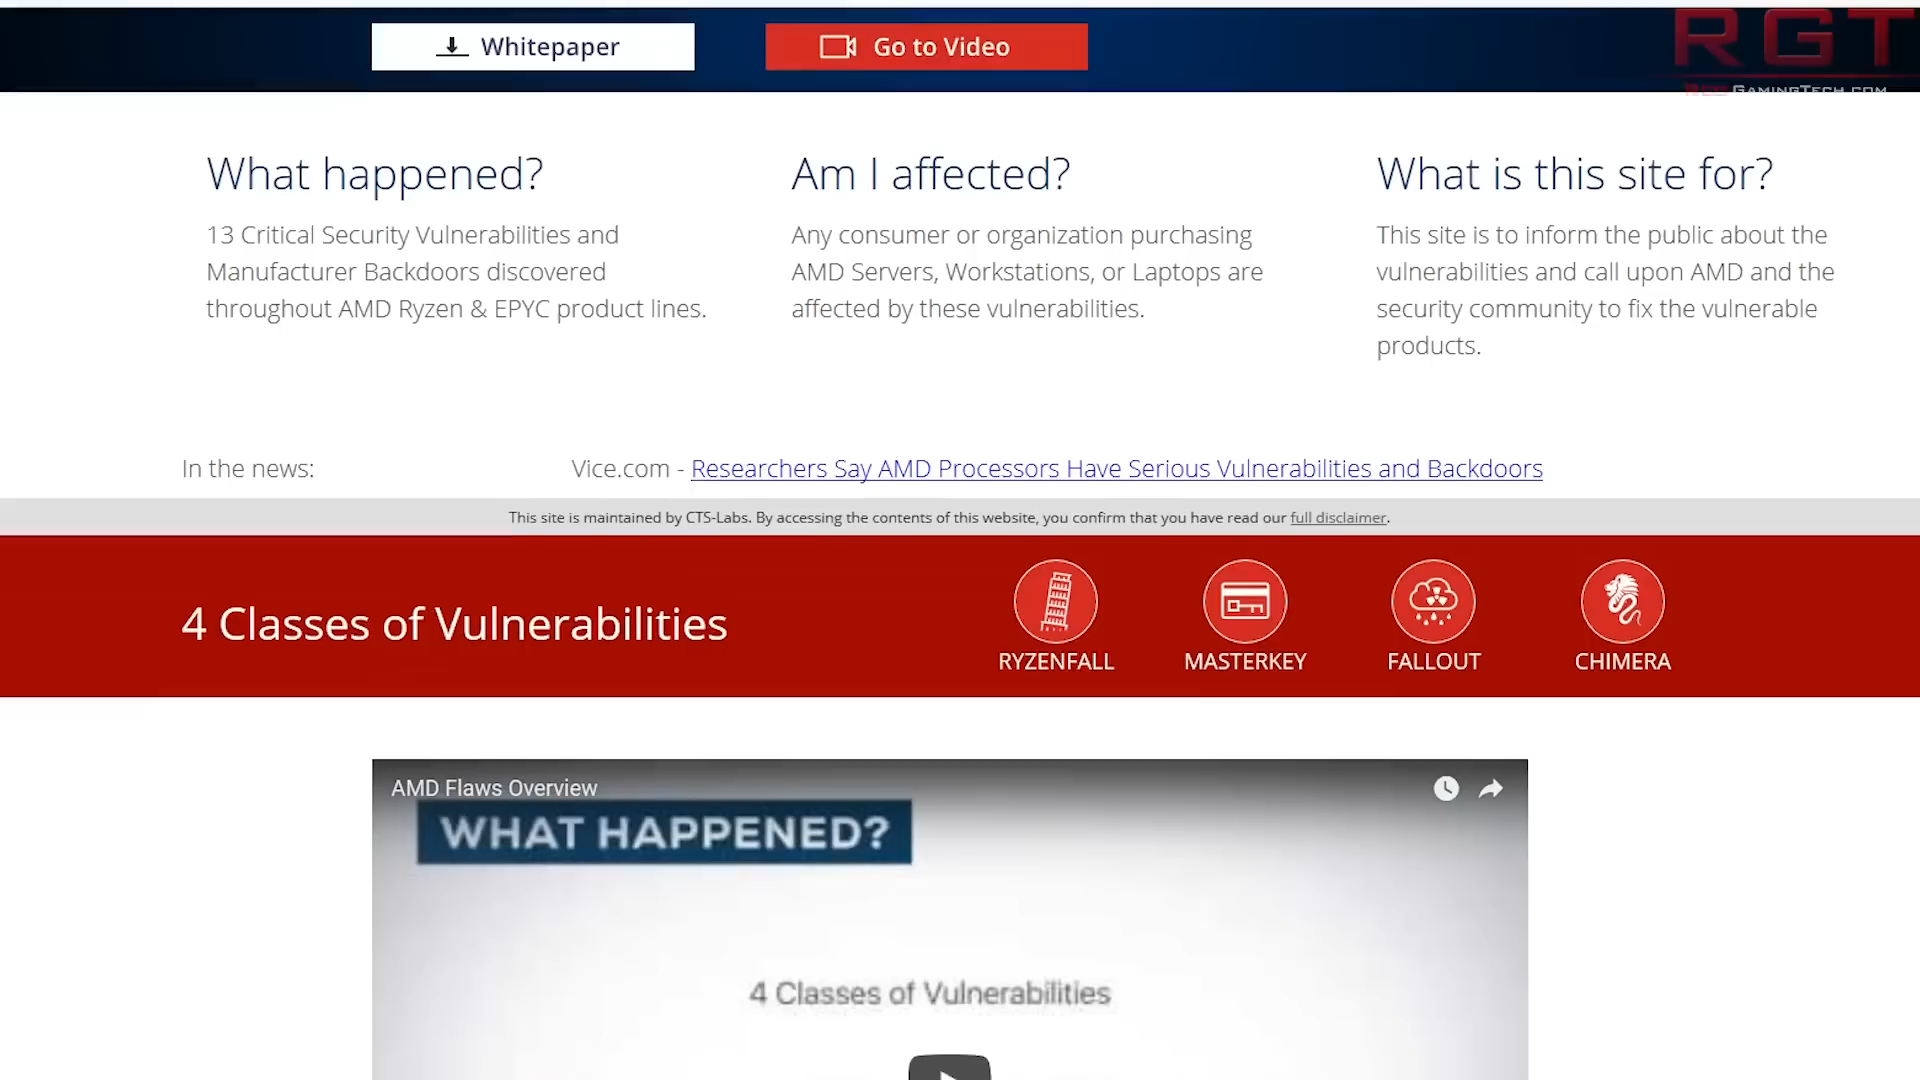 Whitepaper
Go to Video
RGT
GAMINGTECH.COM
What happened?
13 Critical Security Vulnerabilities and
Manufacturer Backdoors discovered
throughout AMD Ryzen & EPYC product lines.
Am I affected?
Any consumer or organization purchasing
AMD Servers, Workstations, or Laptops are
affected by these vulnerabilities.
What is this site for?
This site is to inform the public about the
vulnerabilities and call upon AMD and the
security community to fix the vulnerable
products.
In the news:
Vice.com - Researchers Say AMD Processors Have Serious Vulnerabilities and Backdoors
This site is maintained by CTS-Labs. By accessing the contents of this website, you confirm that you have read our full disclaimer.
4 Classes of Vulnerabilities
RYZENFALL
MASTERKEY
FALLOUT
CHIMERA
AMD Flaws Overview
WHAT HAPPENED?
4 Classes of Vulnerabilities